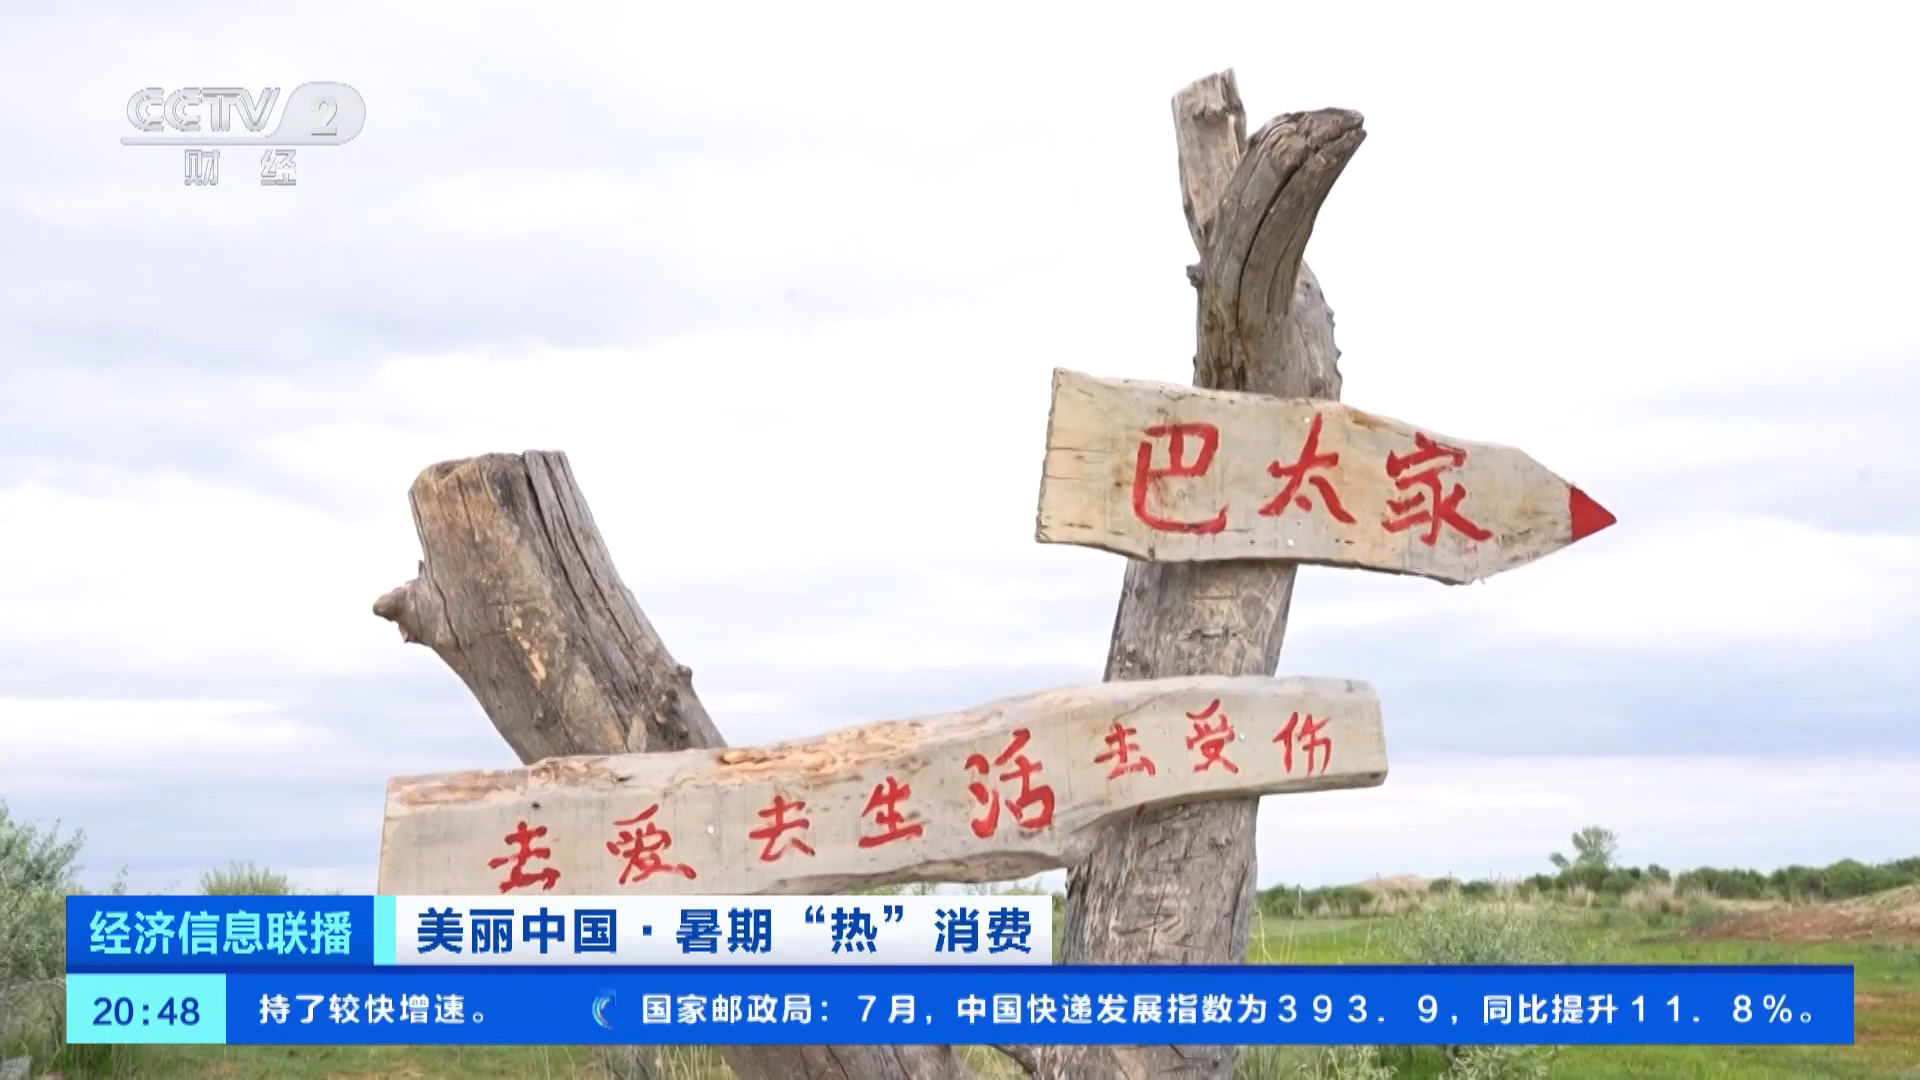 CCTV 2
财 经
巴太家
去爱去生活去受伤
经济信息联播
美丽中国·暑期“热”消费
20:48
持了较快增速。
国家邮政局：7月，中国快递发展指数为393．9，同比提升11．8%。